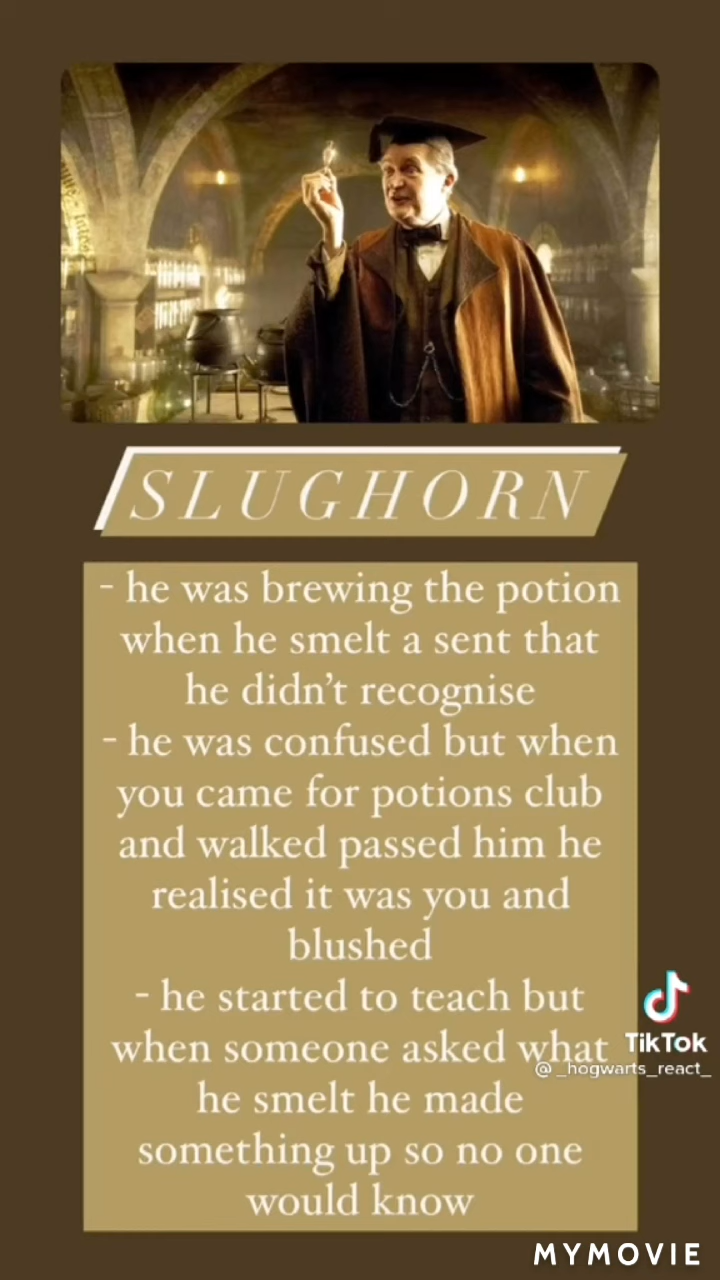 SLUGHORN
- he was brewing the potion
when he smelt a sent that
he didn't recognise
- he was confused but when
you came for potions club
and walked passed him he
realised it was you and
blushed
- he started to teach but
when someone asked what
he smelt he made
something up so no one
would know
TikTok
@ _hogwarts_react_
MYMOVIE